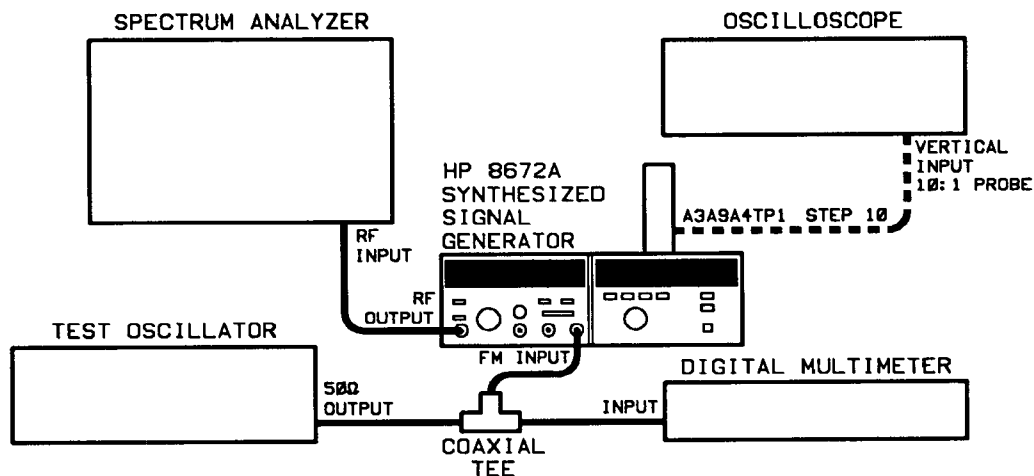 SPECTRUM ANALYZER
OSCILLOSCOPE
VERTICAL
INPUT
10:1 PROBE
HP 8672A
SYNTHESIZED
SIGNAL
GENERATOR
A3A9A4TP1 STEP 10
RF
INPUT
RF
OUTPUT
TEST OSCILLATOR
FM INPUT
DIGITAL MULTIMETER
50Ω
OUTPUT
INPUT
COAXIAL
TEE